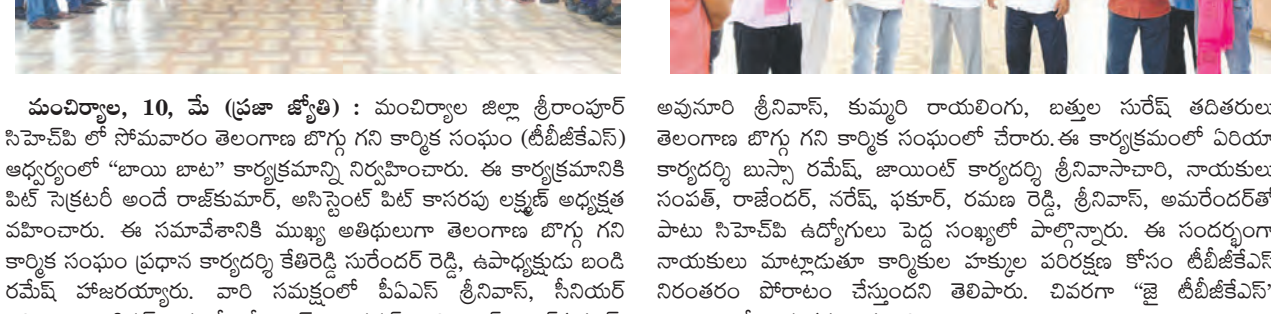 మంచిర్యాల, 10, మే (ప్రజా జ్యోతి) : మంచిర్యాల జిల్లా శ్రీరాంపూర్
సిహెచ్‌పి లో సోమవారం తెలంగాణ బొగ్గు గని కార్మిక సంఘం (టీబీజీకేఎస్)
ఆధ్వర్యంలో “బాయి బాట” కార్యక్రమాన్ని నిర్వహించారు. ఈ కార్యక్రమానికి
పిట్ సెక్రటరీ అందే రాజ్‌కుమార్, అసిస్టెంట్ పిట్ కాసరపు లక్ష్మణ్ అధ్యక్షత
వహించారు. ఈ సమావేశానికి ముఖ్య అతిథులుగా తెలంగాణ బొగ్గు గని
కార్మిక సంఘం ప్రధాన కార్యదర్శి కేతిరెడ్డి సురేందర్ రెడ్డి, ఉపాధ్యక్షుడు బండి
రమేష్ హాజరయ్యారు. వారి సమక్షంలో పీఏఎస్ శ్రీనివాస్, సీనియర్
అవునూరి శ్రీనివాస్, కుమ్మరి రాయలింగు, బత్తుల సురేష్ తదితరులు
తెలంగాణ బొగ్గు గని కార్మిక సంఘంలో చేరారు. ఈ కార్యక్రమంలో ఏరియా
కార్యదర్శి బుస్సా రమేష్, జాయింట్ కార్యదర్శి శ్రీనివాసాచారి, నాయకులు
సంపత్, రాజేందర్, నరేష్, ఫకూర్, రమణ రెడ్డి, శ్రీనివాస్, అమరేందర్‌తో
పాటు సిహెచ్‌పి ఉద్యోగులు పెద్ద సంఖ్యలో పాల్గొన్నారు. ఈ సందర్భంగా
నాయకులు మాట్లాడుతూ కార్మికుల హక్కుల పరిరక్షణ కోసం టీబీజీకేఎస్
నిరంతరం పోరాటం చేస్తుందని తెలిపారు. చివరగా “జై టీబీజీకేఎస్”